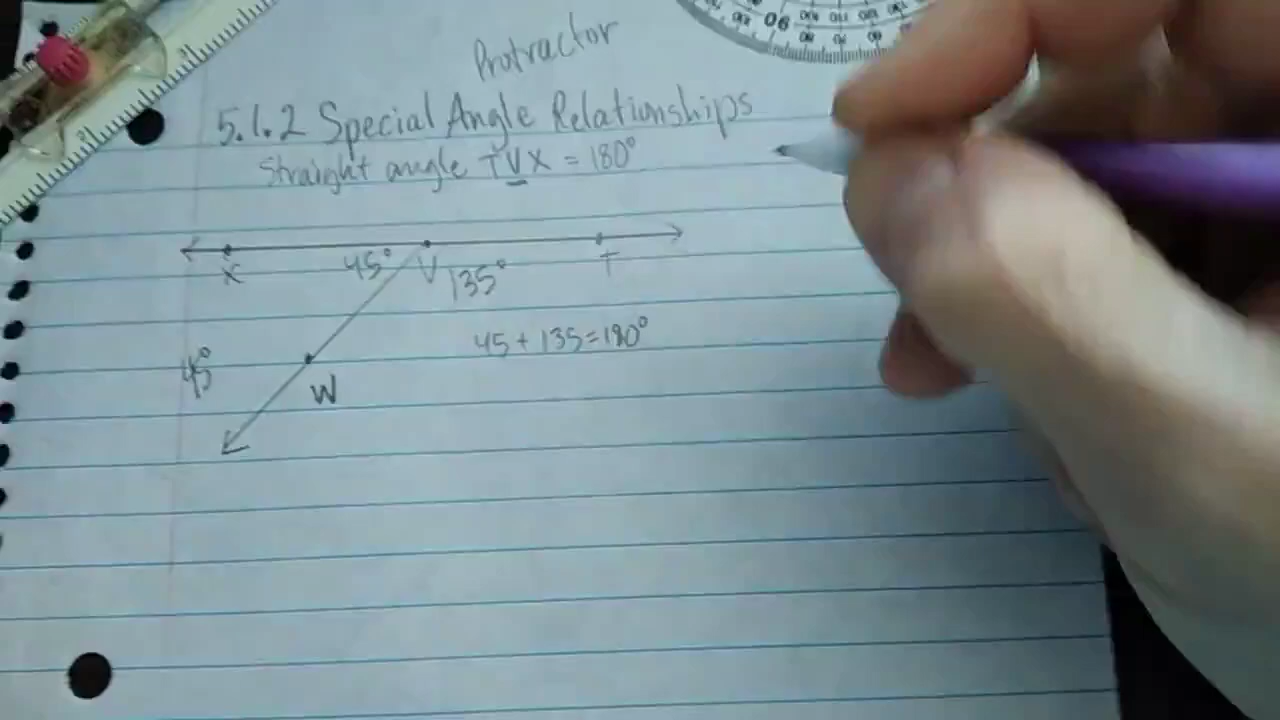 Protractor
5.1.2 Special Angle Relationships
Straight angle TVX = 180°
X 45° V 135° T
45 + 135 = 180°
45°
W